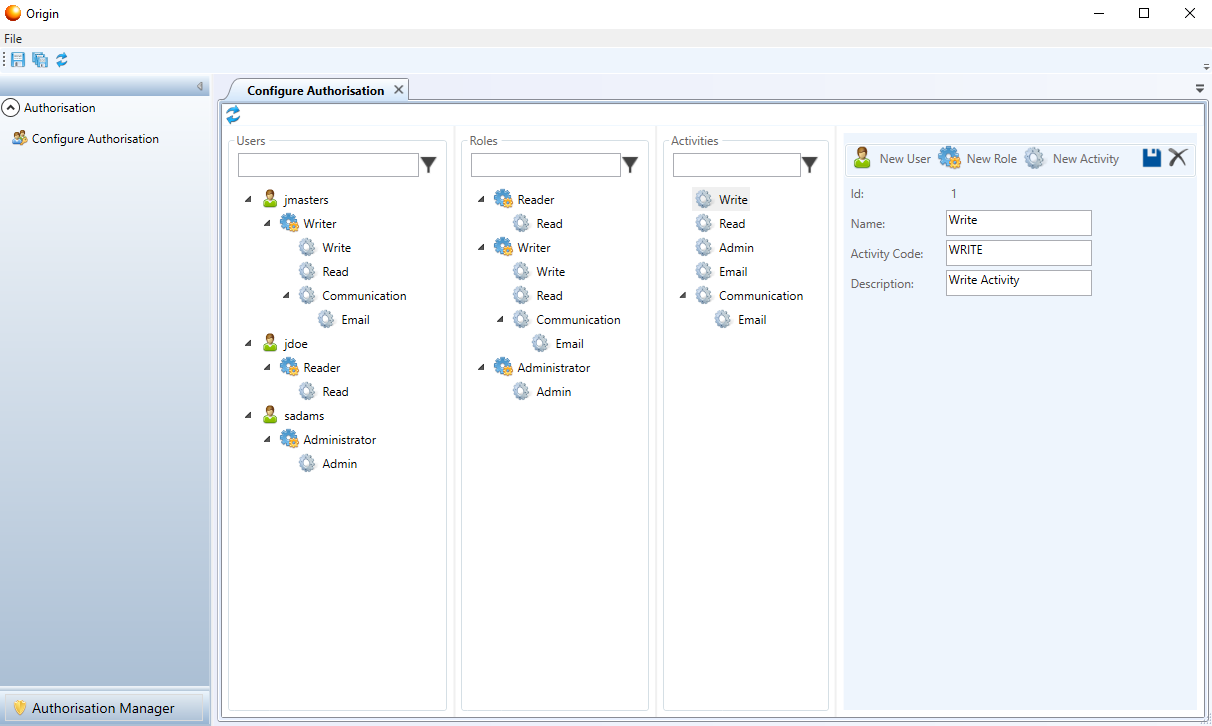 Origin
File
Authorisation
Configure Authorisation
Authorisation Manager
Configure Authorisation
Users
jmasters
Writer
Write
Read
Communication
Email
jdoe
Reader
Read
sadams
Administrator
Admin
Roles
Reader
Read
Writer
Write
Read
Communication
Email
Administrator
Admin
Activities
Write
Read
Admin
Email
Communication
Email
New User New Role New Activity
Id: 1
Name: Write
Activity Code: WRITE
Description: Write Activity